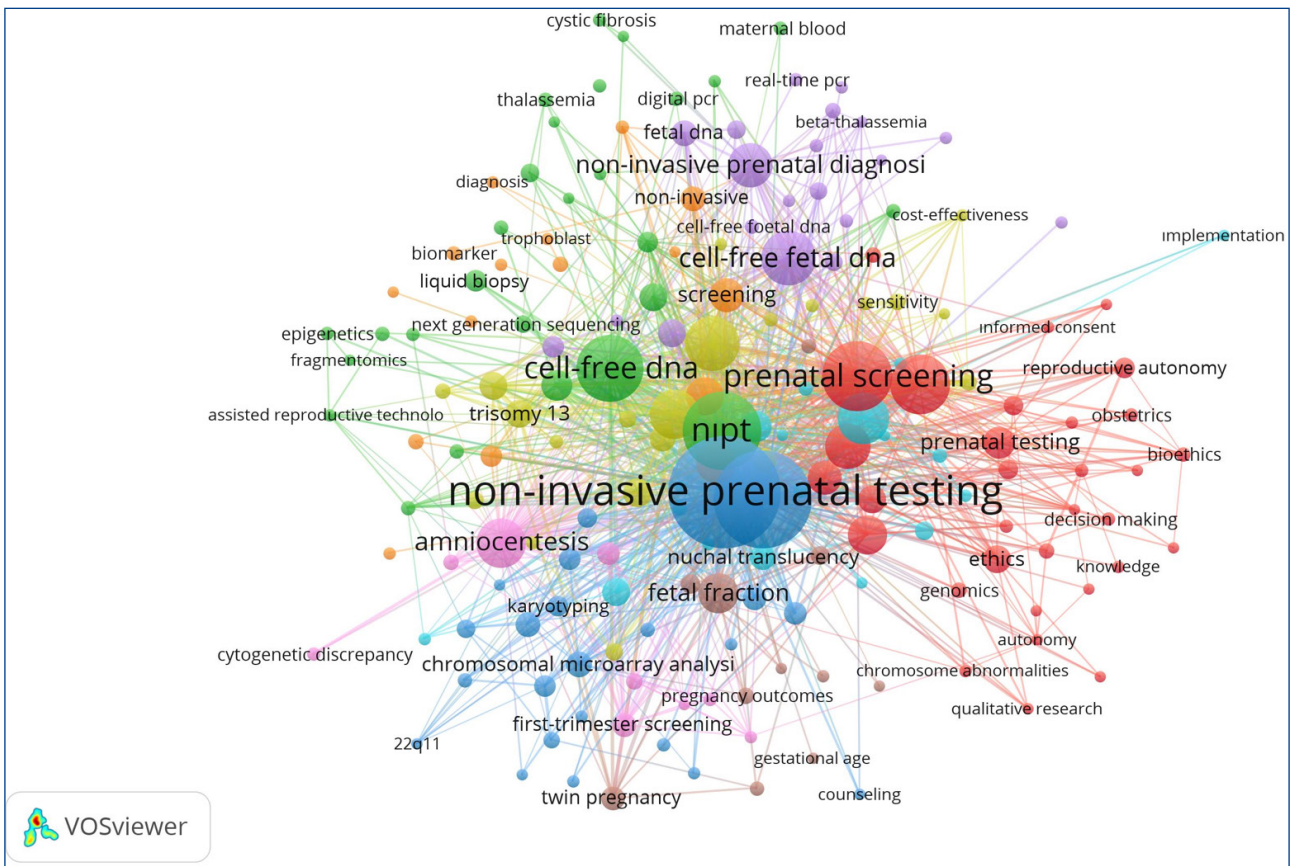 cystic fibrosis
maternal blood
real-time pcr
thalassemia
digital pcr
beta-thalassemia
fetal dna
non-invasive prenatal diagnosi
diagnosis
non-invasive
cost-effectiveness
cell-free foetal dna
implementation
trophoblast
biomarker
cell-free fetal dna
liquid biopsy
screening
sensitivity
next generation sequencing
informed consent
epigenetics
fragmentomics
cell-free dna
prenatal screening
reproductive autonomy
assisted reproductive technolo
trisomy 13
obstetrics
nipt
prenatal testing
bioethics
non-invasive prenatal testing
decision making
amniocentesis
nuchal translucency
ethics
knowledge
fetal fraction
genomics
karyotyping
autonomy
cytogenetic discrepancy
chromosomal microarray analysi
chromosome abnormalities
pregnancy outcomes
qualitative research
first-trimester screening
22q11
gestational age
twin pregnancy
counseling
VOSviewer